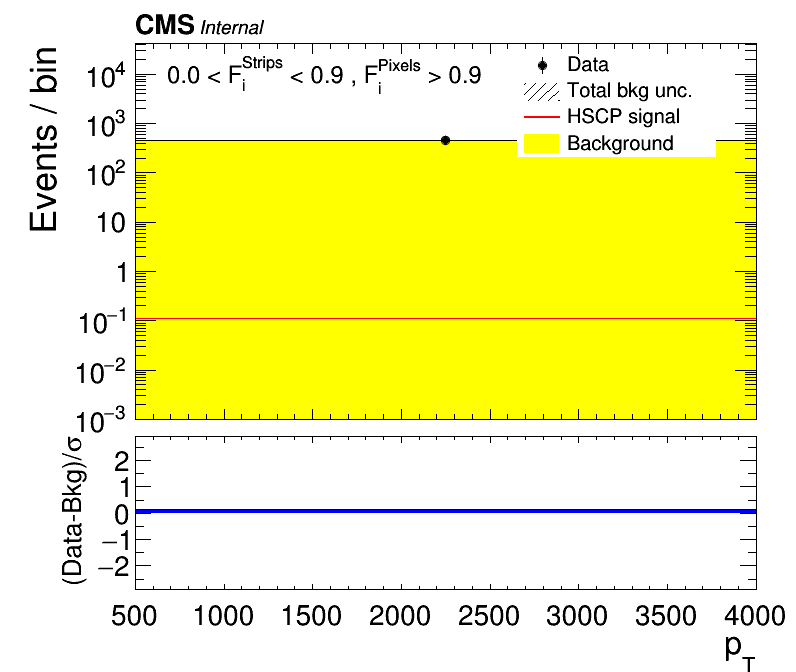 CMS Internal
0.0 < F_i^Strips < 0.9 , F_i^Pixels > 0.9
Data
Total bkg unc.
HSCP signal
Background
Events / bin
10^4
10^3
10^2
10
1
10^−1
10^−2
10^−3
(Data-Bkg)/σ
2
1
0
−1
−2
500 1000 1500 2000 2500 3000 3500 4000
p_T